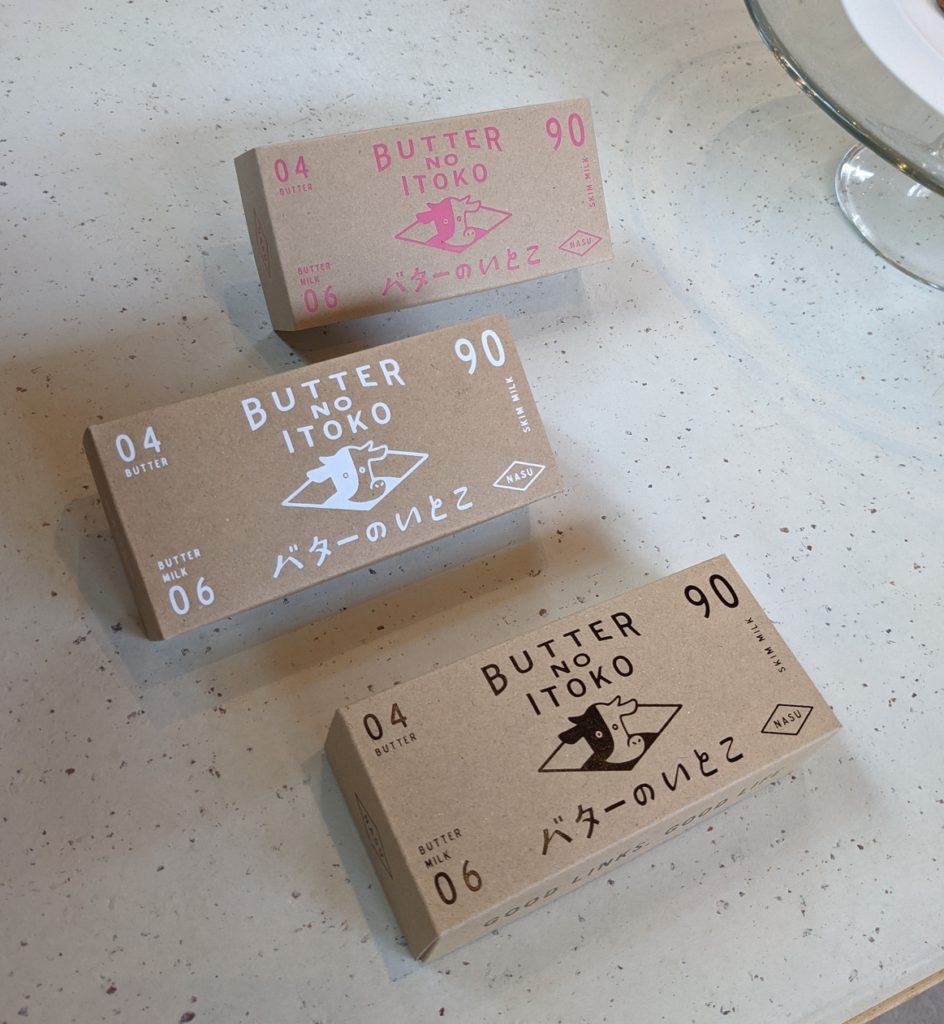 04
BUTTER
BUTTER
NO
ITOKO
90
SKIM MILK
バターのいとこ
NASU
BUTTER
MILK
06
04
BUTTER
BUTTER
NO
ITOKO
90
SKIM MILK
バターのいとこ
NASU
BUTTER
MILK
06
04
BUTTER
BUTTER
NO
ITOKO
90
SKIM MILK
バターのいとこ
NASU
BUTTER
MILK
06
NASU
GOOD LINKS. GOOD LIFE.